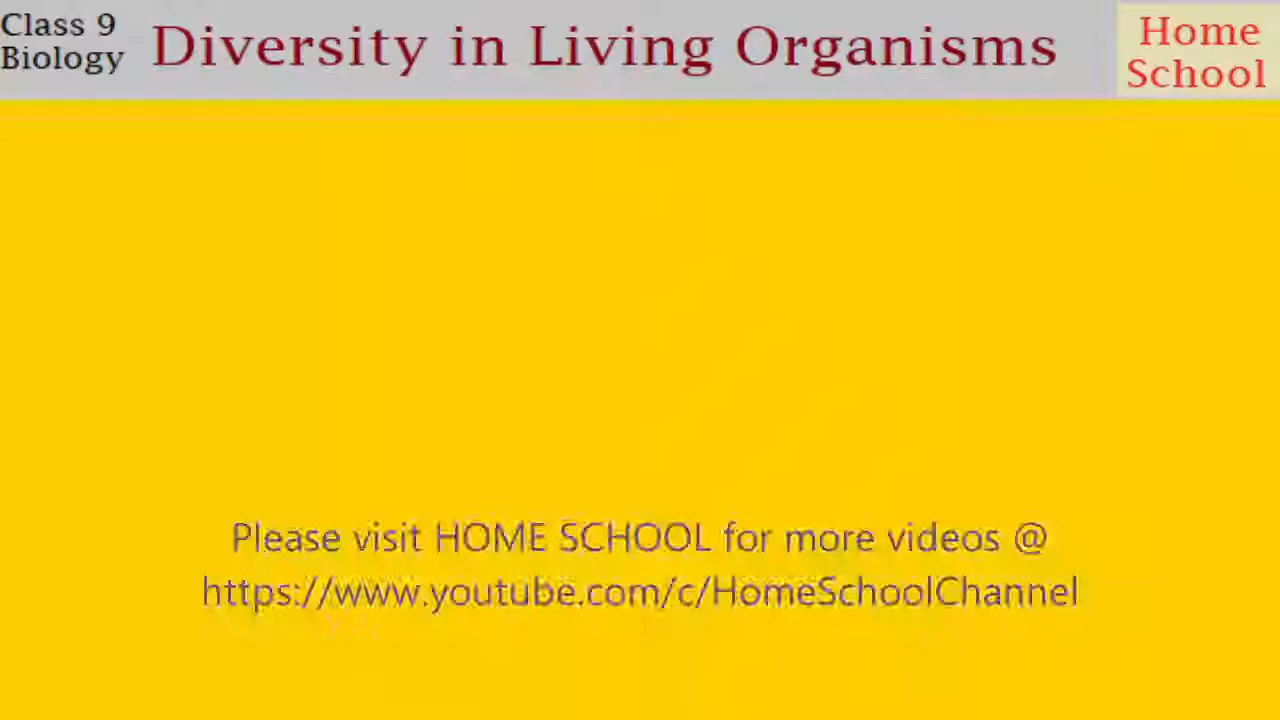 Class 9
Biology
Diversity in Living Organisms
Home
School
Please visit HOME SCHOOL for more videos @
https://www.youtube.com/c/HomeSchoolChannel